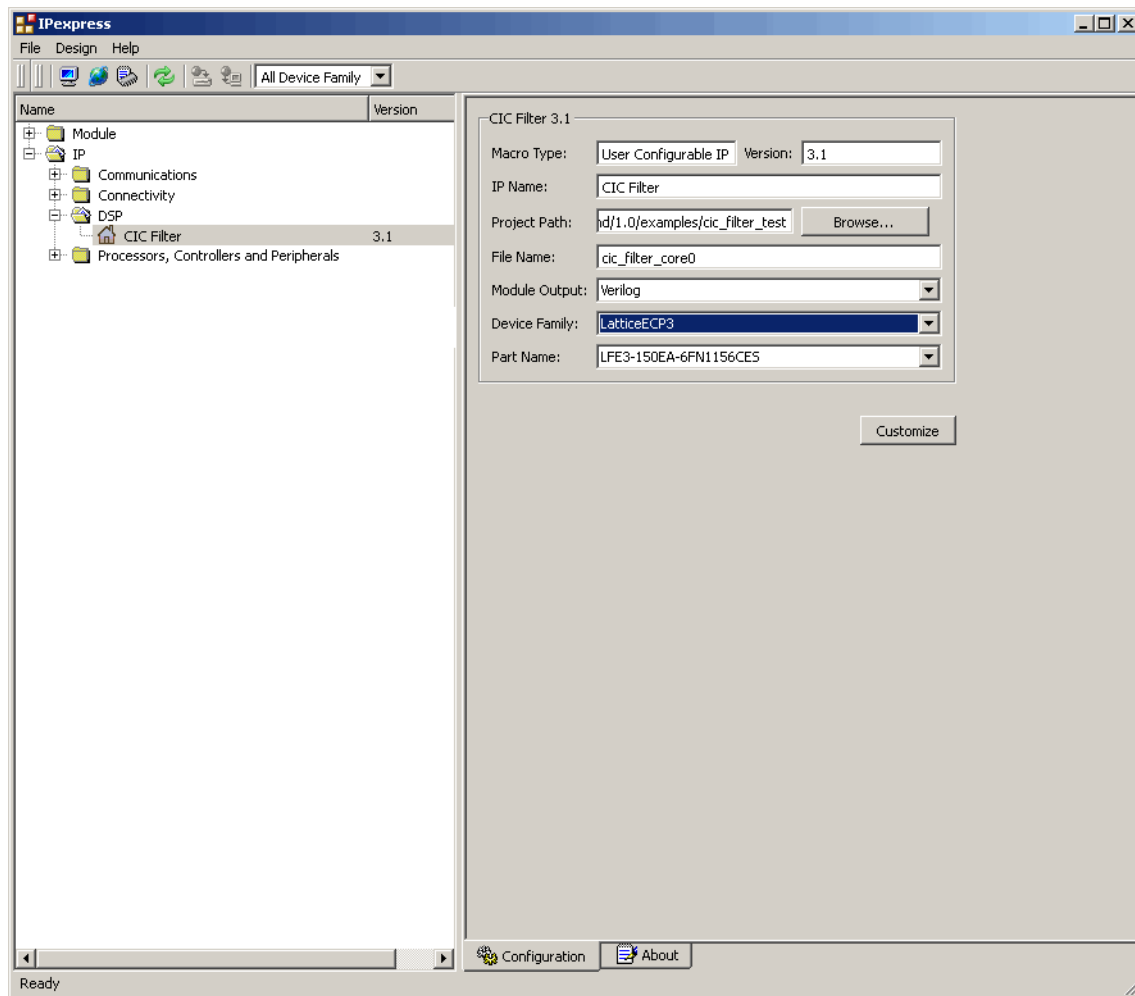 IPexpress
File Design Help
All Device Family
Name Version
Module
IP
Communications
Connectivity
DSP
CIC Filter 3.1
Processors, Controllers and Peripherals
CIC Filter 3.1
Macro Type: User Configurable IP Version: 3.1
IP Name: CIC Filter
Project Path: nd/1.0/examples/cic_filter_test Browse...
File Name: cic_filter_core0
Module Output: Verilog
Device Family: LatticeECP3
Part Name: LFE3-150EA-6FN1156CES
Customize
Configuration About
Ready